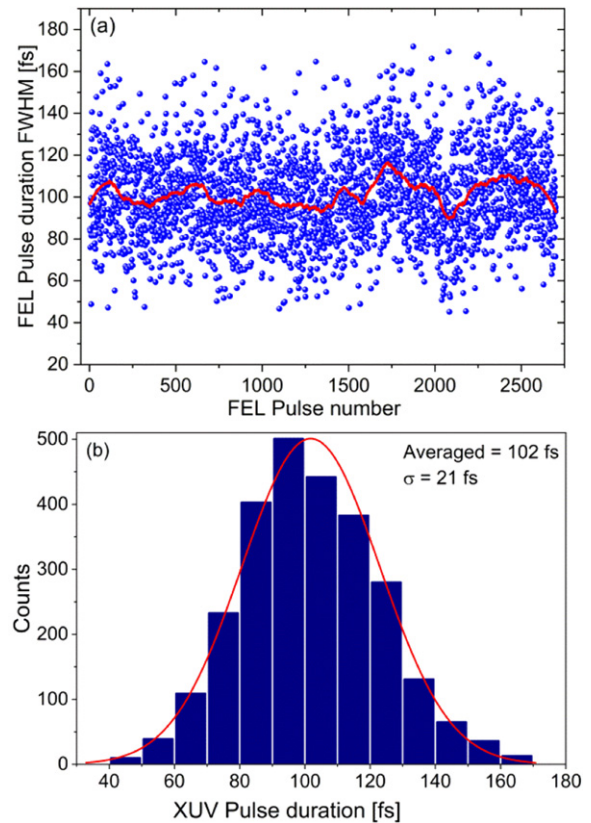 (a)
FEL Pulse duration FWHM [fs]
180
160
140
120
100
80
60
40
20
0 500 1000 1500 2000 2500
FEL Pulse number
(b)
Averaged = 102 fs
σ = 21 fs
Counts
500
400
300
200
100
0
40 60 80 100 120 140 160 180
XUV Pulse duration [fs]